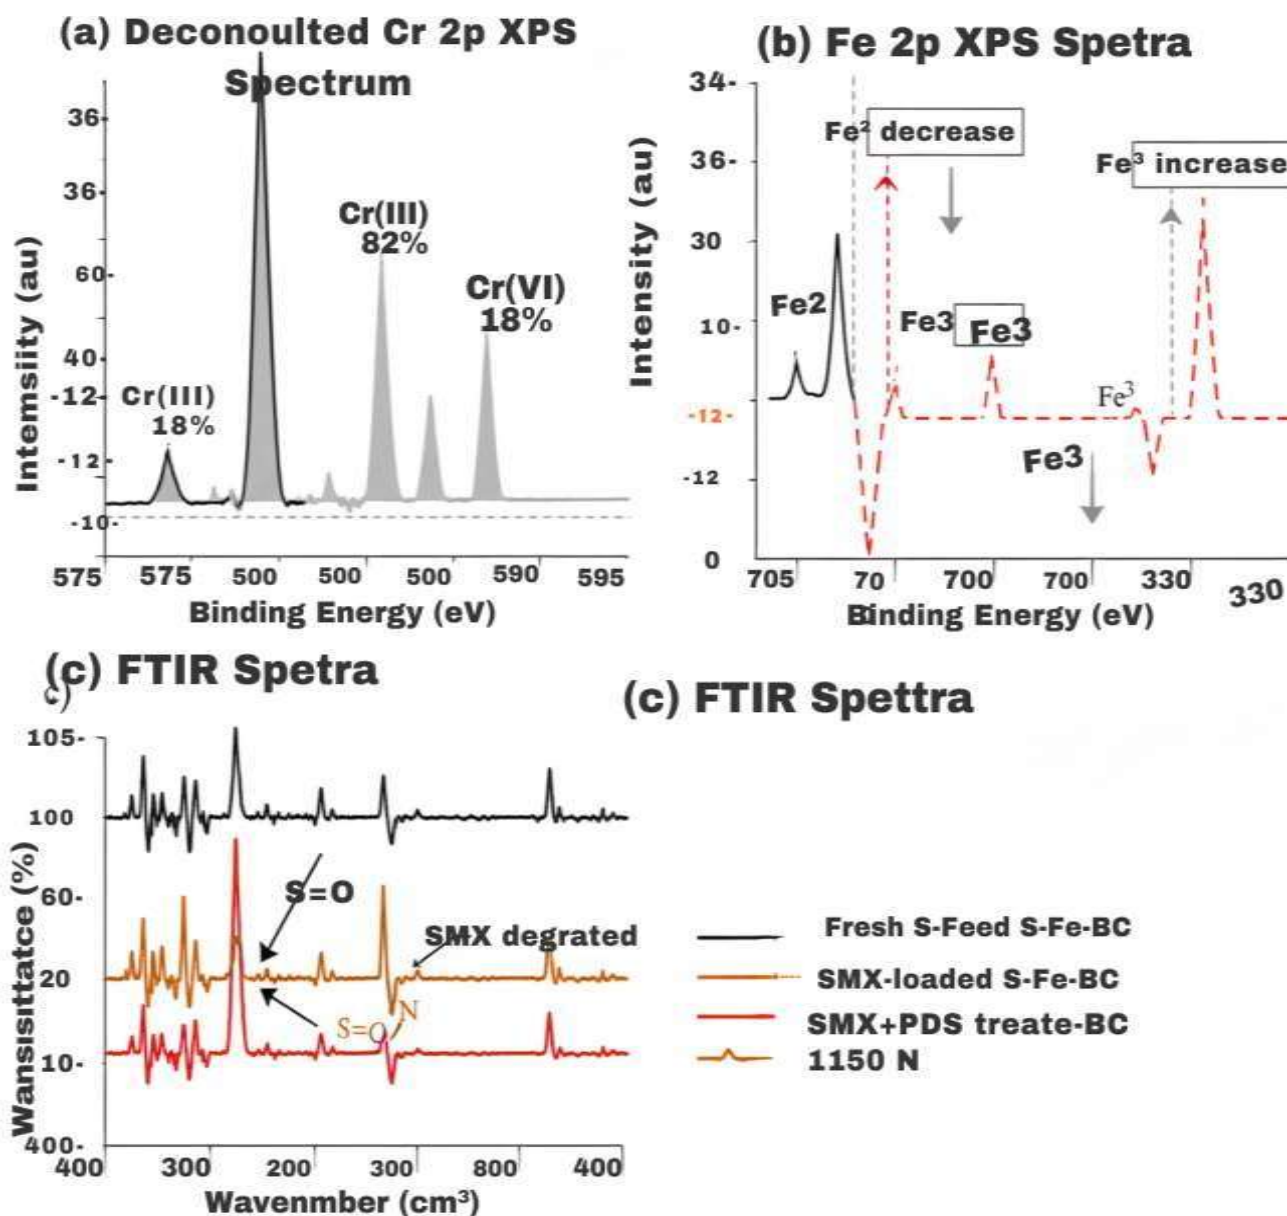 (a) Deconoulted Cr 2p XPS
Spectrum
Intemsiity (au)
36-
36-
60-
40-
-12-
-12
-10-
Cr(III)
18%
Cr(III)
82%
Cr(VI)
18%
575 575 500 500 500 590 595
Binding Energy (eV)
(b) Fe 2p XPS Spetra
Intensity (au)
34-
36-
30
10-
-12-
-12
0
Fe² decrease
Fe³ increase
Fe2
Fe3
Fe3
Fe³
Fe3
705 70 700 700 330 330
Binding Energy (eV)
(c) FTIR Spetra
c)
Wansisittatce (%)
105-
100
60-
20
10-
400-
S=O
SMX degrated
S=O
N
400 300 200 300 800 400
Wavenmber (cm³)
(c) FTIR Spettra
Fresh S-Feed S-Fe-BC
SMX-loaded S-Fe-BC
SMX+PDS treate-BC
1150 N